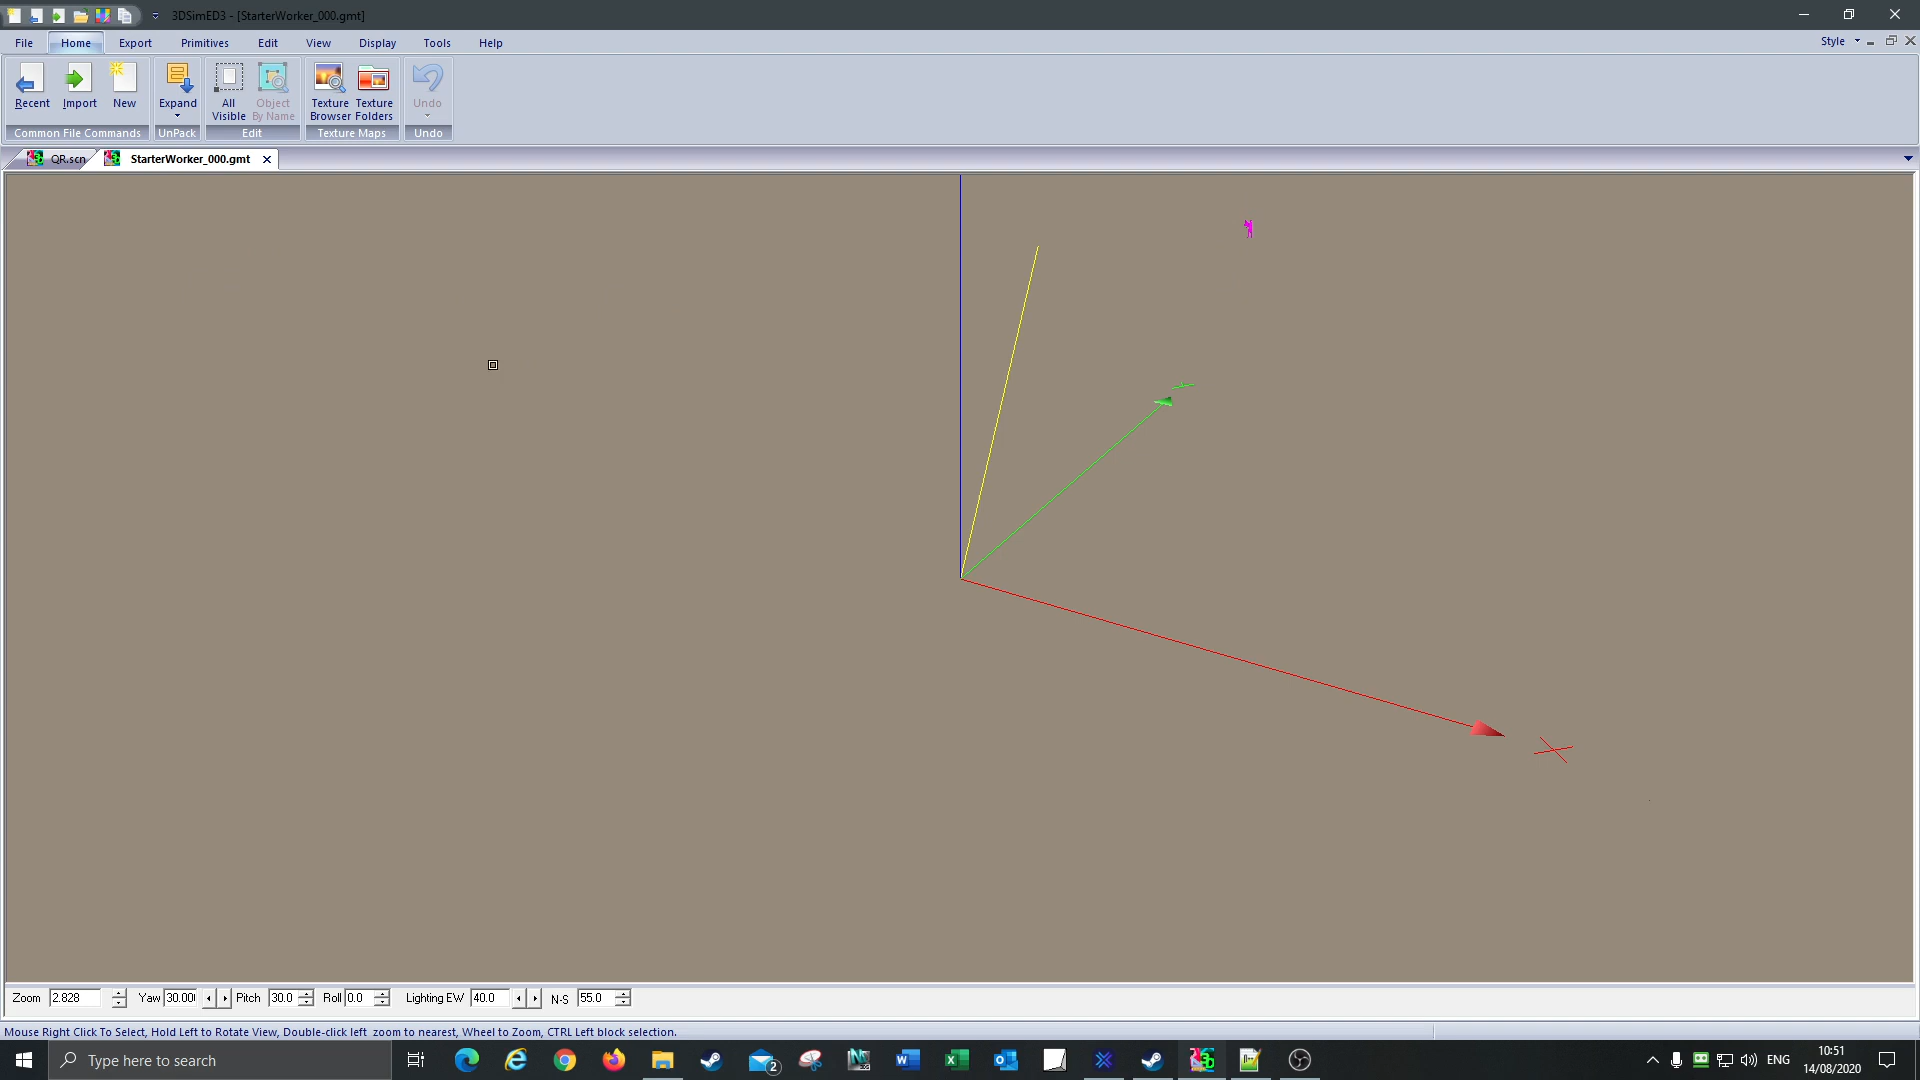 3DSimED3 - [StarterWorker_000.gmt]
File Home Export Primitives Edit View Display Tools Help Style
Recent Import New Expand All Visible Object By Name Texture Browser Texture Folders Undo
Common File Commands UnPack Edit Texture Maps Undo
QR.scn StarterWorker_000.gmt
X
Zoom 2.828 Yaw 30.00 Pitch 30.0 Roll 0.0 Lighting EW 40.0 N-S 55.0
Mouse Right Click To Select, Hold Left to Rotate View, Double-click left zoom to nearest, Wheel to Zoom, CTRL Left block selection.
Type here to search 2 ENG 10:51
14/08/2020